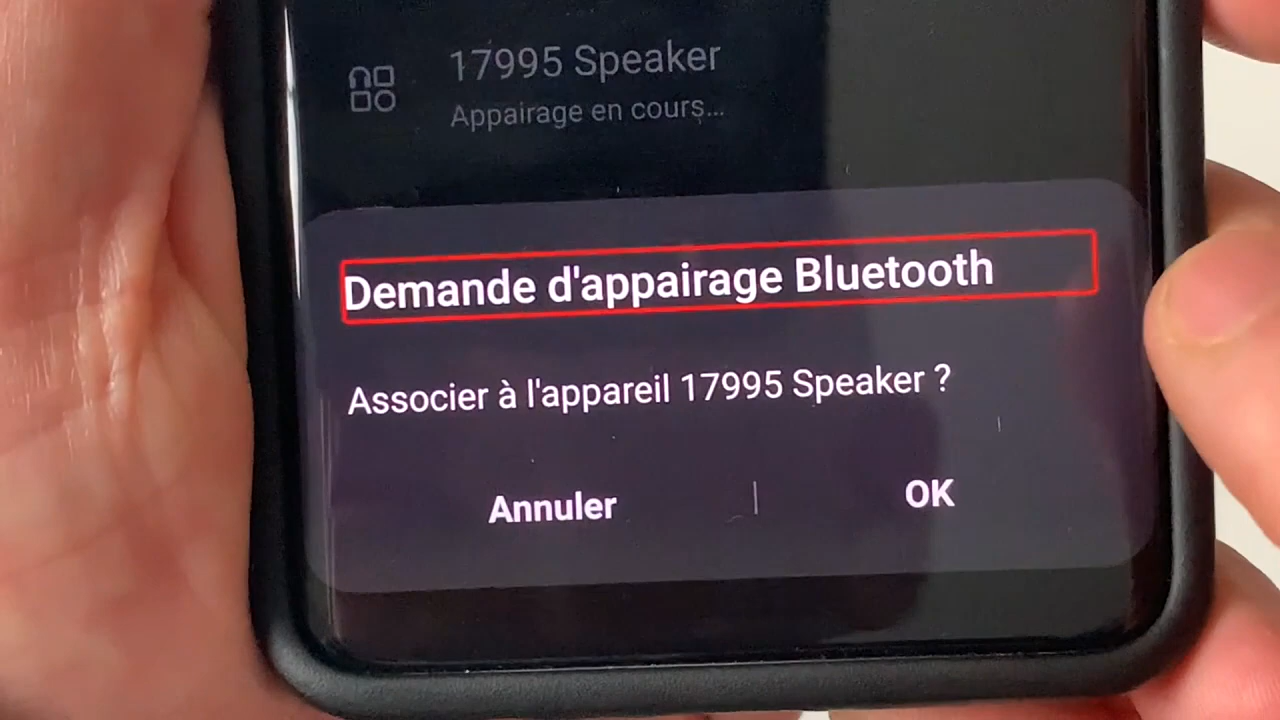 17995 Speaker
Appairage en cours...
Demande d'appairage Bluetooth
Associer à l'appareil 17995 Speaker ?
Annuler | OK